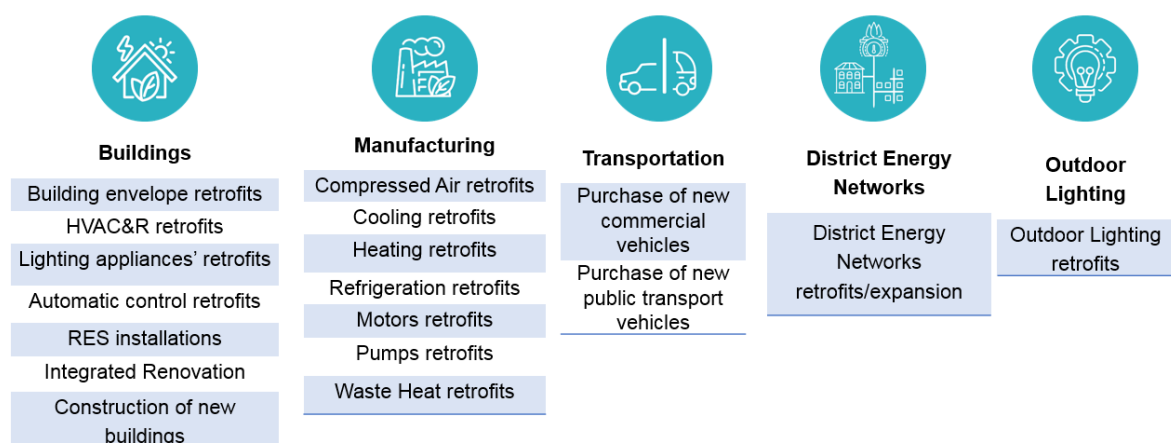 Buildings
Building envelope retrofits
HVAC&R retrofits
Lighting appliances’ retrofits
Automatic control retrofits
RES installations
Integrated Renovation
Construction of new
buildings
Manufacturing
Compressed Air retrofits
Cooling retrofits
Heating retrofits
Refrigeration retrofits
Motors retrofits
Pumps retrofits
Waste Heat retrofits
Transportation
Purchase of new
commercial
vehicles
Purchase of new
public transport
vehicles
District Energy
Networks
District Energy
Networks
retrofits/expansion
Outdoor
Lighting
Outdoor Lighting
retrofits